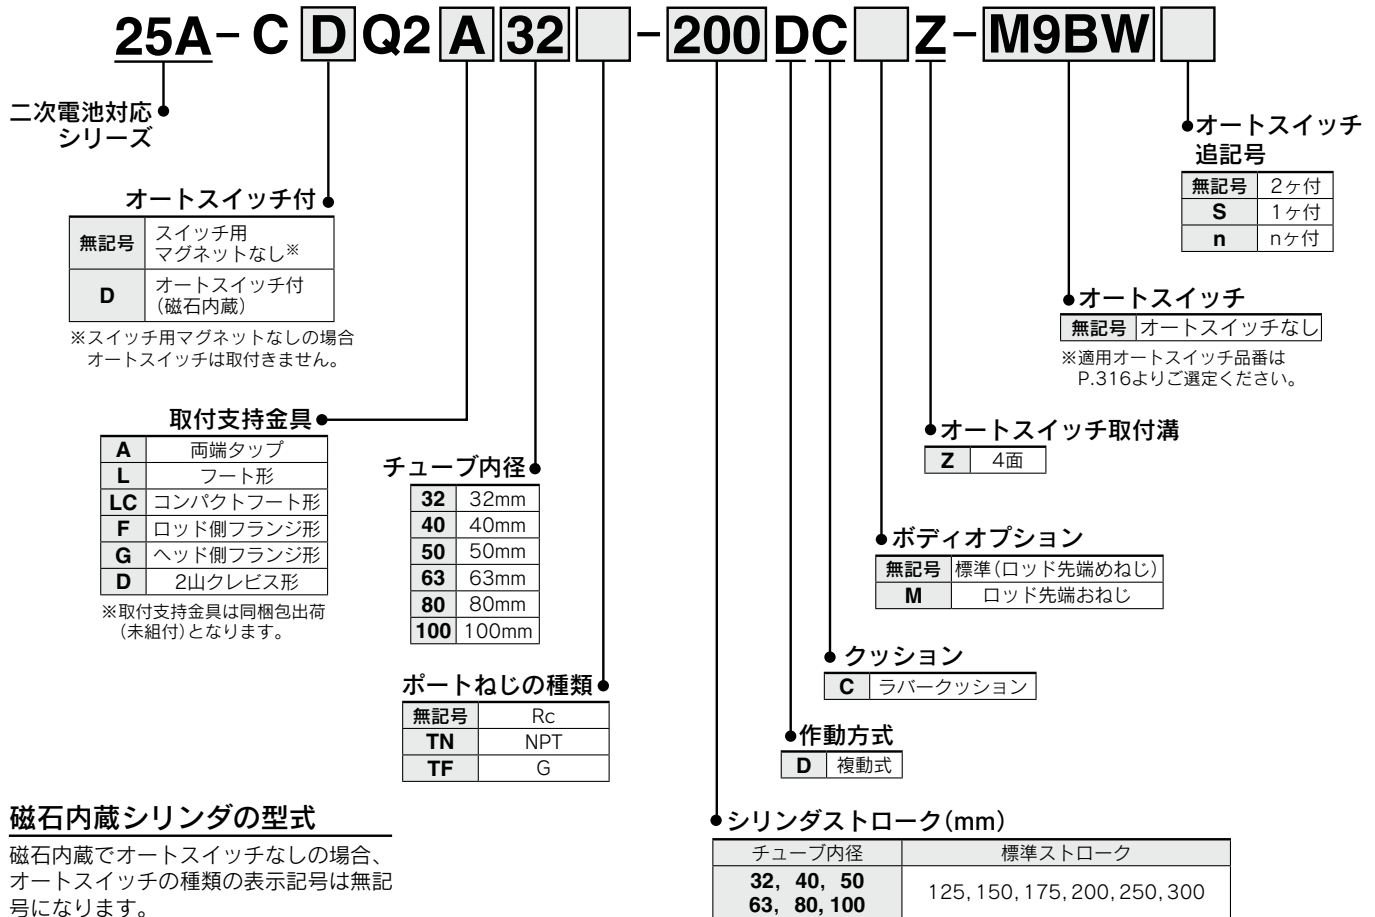 25A-CDQ2A32 -200DC Z-M9BW
二次電池対応
シリーズ
オートスイッチ付
無記号 スイッチ用
マグネットなし※
D オートスイッチ付
(磁石内蔵)
※スイッチ用マグネットなしの場合
オートスイッチは取付きません。
取付支持金具
A 両端タップ
L フート形
LC コンパクトフート形
F ロッド側フランジ形
G ヘッド側フランジ形
D 2山クレビス形
※取付支持金具は同梱包出荷
(未組付)となります。
チューブ内径
32 32mm
40 40mm
50 50mm
63 63mm
80 80mm
100 100mm
ポートねじの種類
無記号 Rc
TN NPT
TF G
オートスイッチ
追記号
無記号 2ヶ付
S 1ヶ付
n nヶ付
オートスイッチ
無記号 オートスイッチなし
※適用オートスイッチ品番は
P.316よりご選定ください。
オートスイッチ取付溝
Z 4面
ボディオプション
無記号 標準(ロッド先端めねじ)
M ロッド先端おねじ
クッション
C ラバークッション
作動方式
D 複動式
シリンダストローク(mm)
チューブ内径 標準ストローク
32, 40, 50
63, 80, 100 125, 150, 175, 200, 250, 300
磁石内蔵シリンダの型式
磁石内蔵でオートスイッチなしの場合、
オートスイッチの種類の表示記号は無記
号になります。